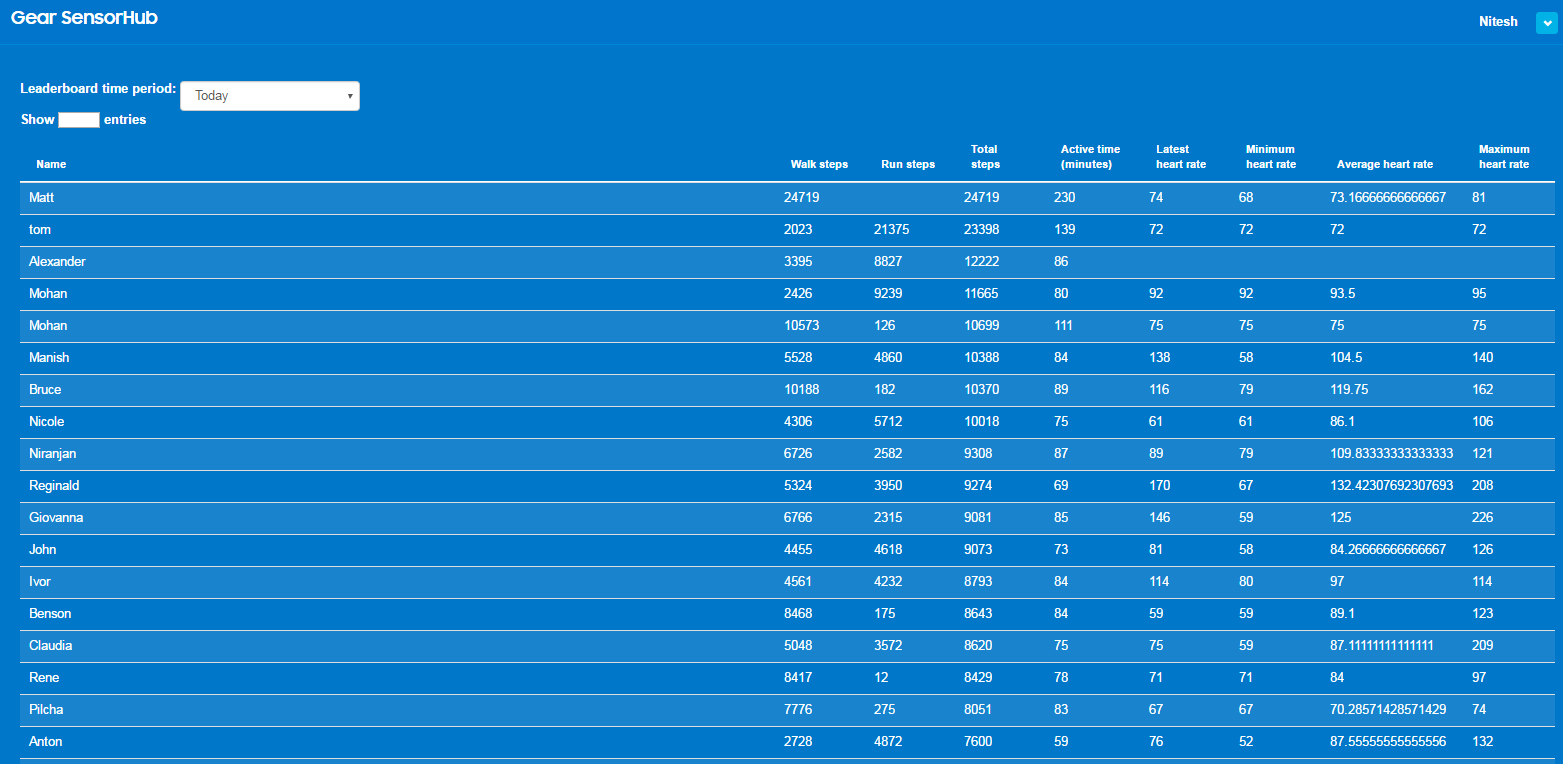 Gear SensorHub
Nitesh
Leaderboard time period: Today
Show entries
Name Walk steps Run steps Total steps Active time (minutes) Latest heart rate Minimum heart rate Average heart rate Maximum heart rate
Matt 24719 24719 230 74 68 73.16666666666667 81
tom 2023 21375 23398 139 72 72 72 72
Alexander 3395 8827 12222 86
Mohan 2426 9239 11665 80 92 92 93.5 95
Mohan 10573 126 10699 111 75 75 75 75
Manish 5528 4860 10388 84 138 58 104.5 140
Bruce 10188 182 10370 89 116 79 119.75 162
Nicole 4306 5712 10018 75 61 61 86.1 106
Niranjan 6726 2582 9308 87 89 79 109.83333333333333 121
Reginald 5324 3950 9274 69 170 67 132.42307692307693 208
Giovanna 6766 2315 9081 85 146 59 125 226
John 4455 4618 9073 73 81 58 84.26666666666667 126
Ivor 4561 4232 8793 84 114 80 97 114
Benson 8468 175 8643 84 59 59 89.1 123
Claudia 5048 3572 8620 75 75 59 87.11111111111111 209
Rene 8417 12 8429 78 71 71 84 97
Pilcha 7776 275 8051 83 67 67 70.28571428571429 74
Anton 2728 4872 7600 59 76 52 87.55555555555556 132